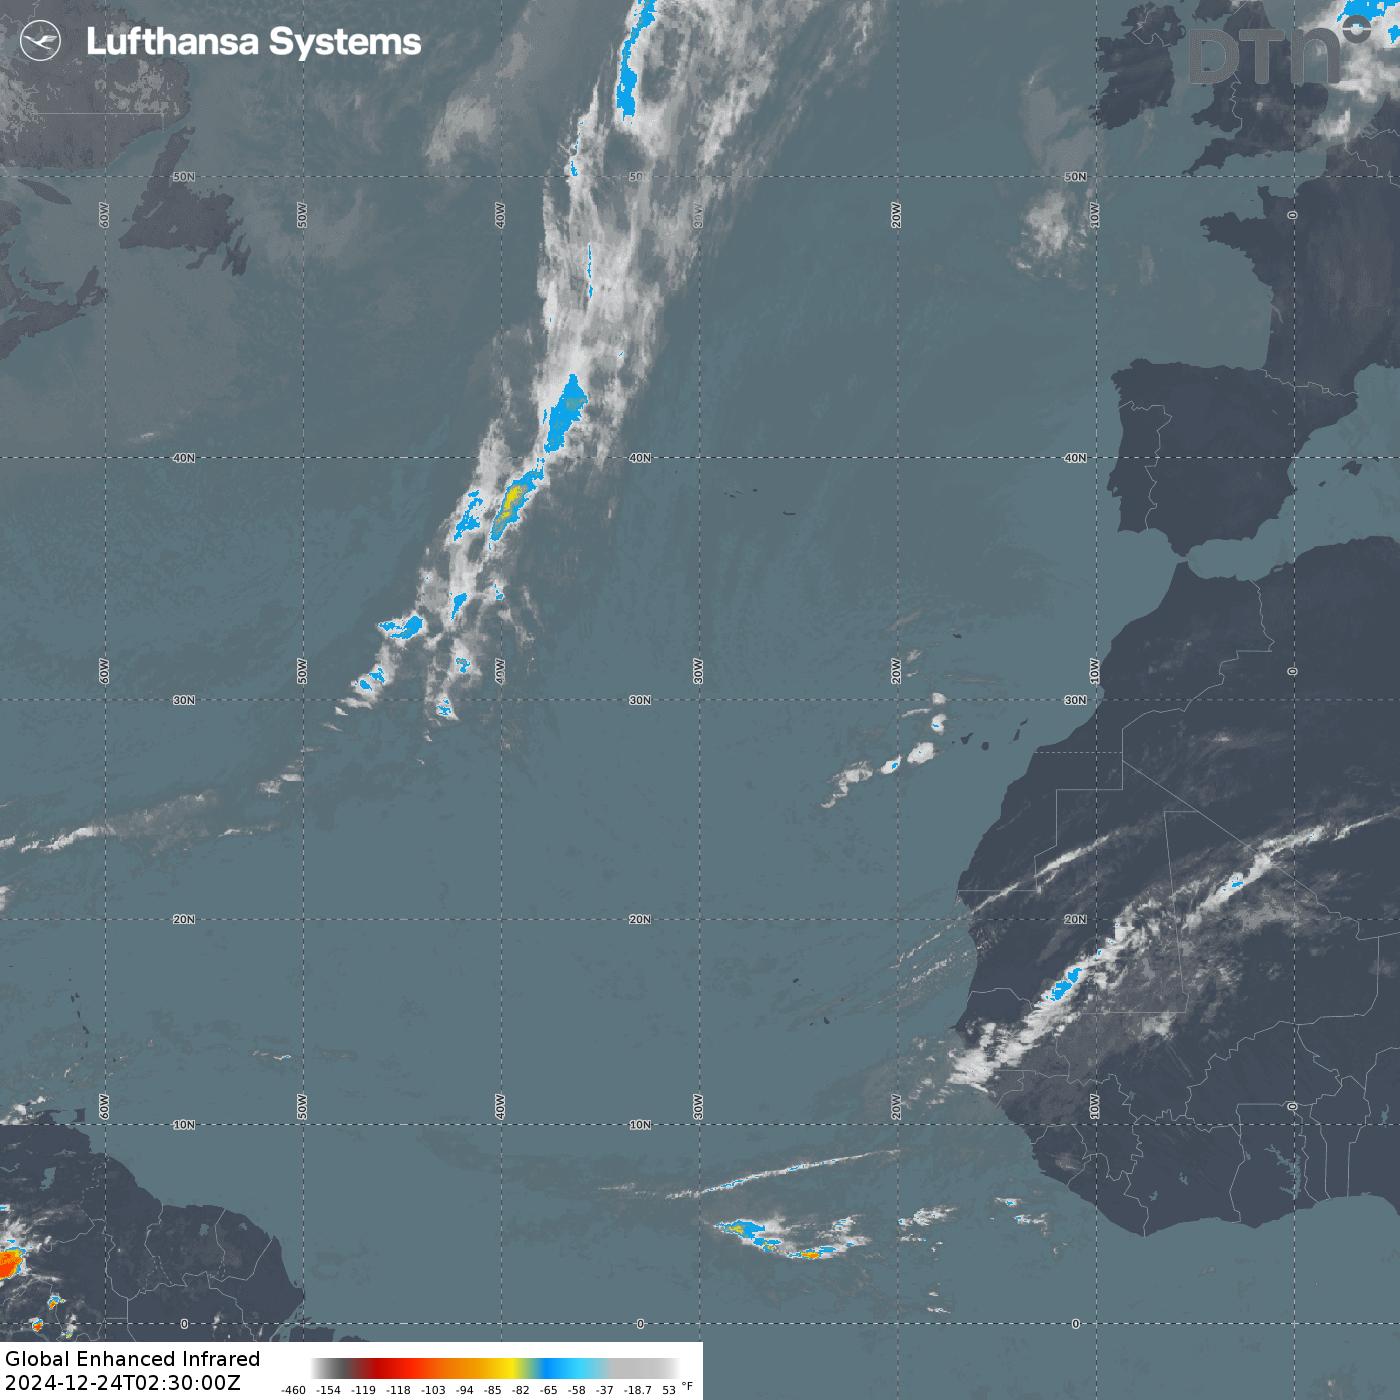 Lufthansa Systems
DTN
50N 50 50N
60W 50W 40W 30W 20W 10W 0
40N 40N 40N
60W 50W 40W 30W 20W 10W 0
30N 30N 30N
20N 20N 20N
60W 50W 40W 30W 20W 10W 0
10N 10N 10N
0 0 0
Global Enhanced Infrared
2024-12-24T02:30:00Z
-460 -154 -119 -118 -103 -94 -85 -82 -65 -58 -37 -18.7 53 °F